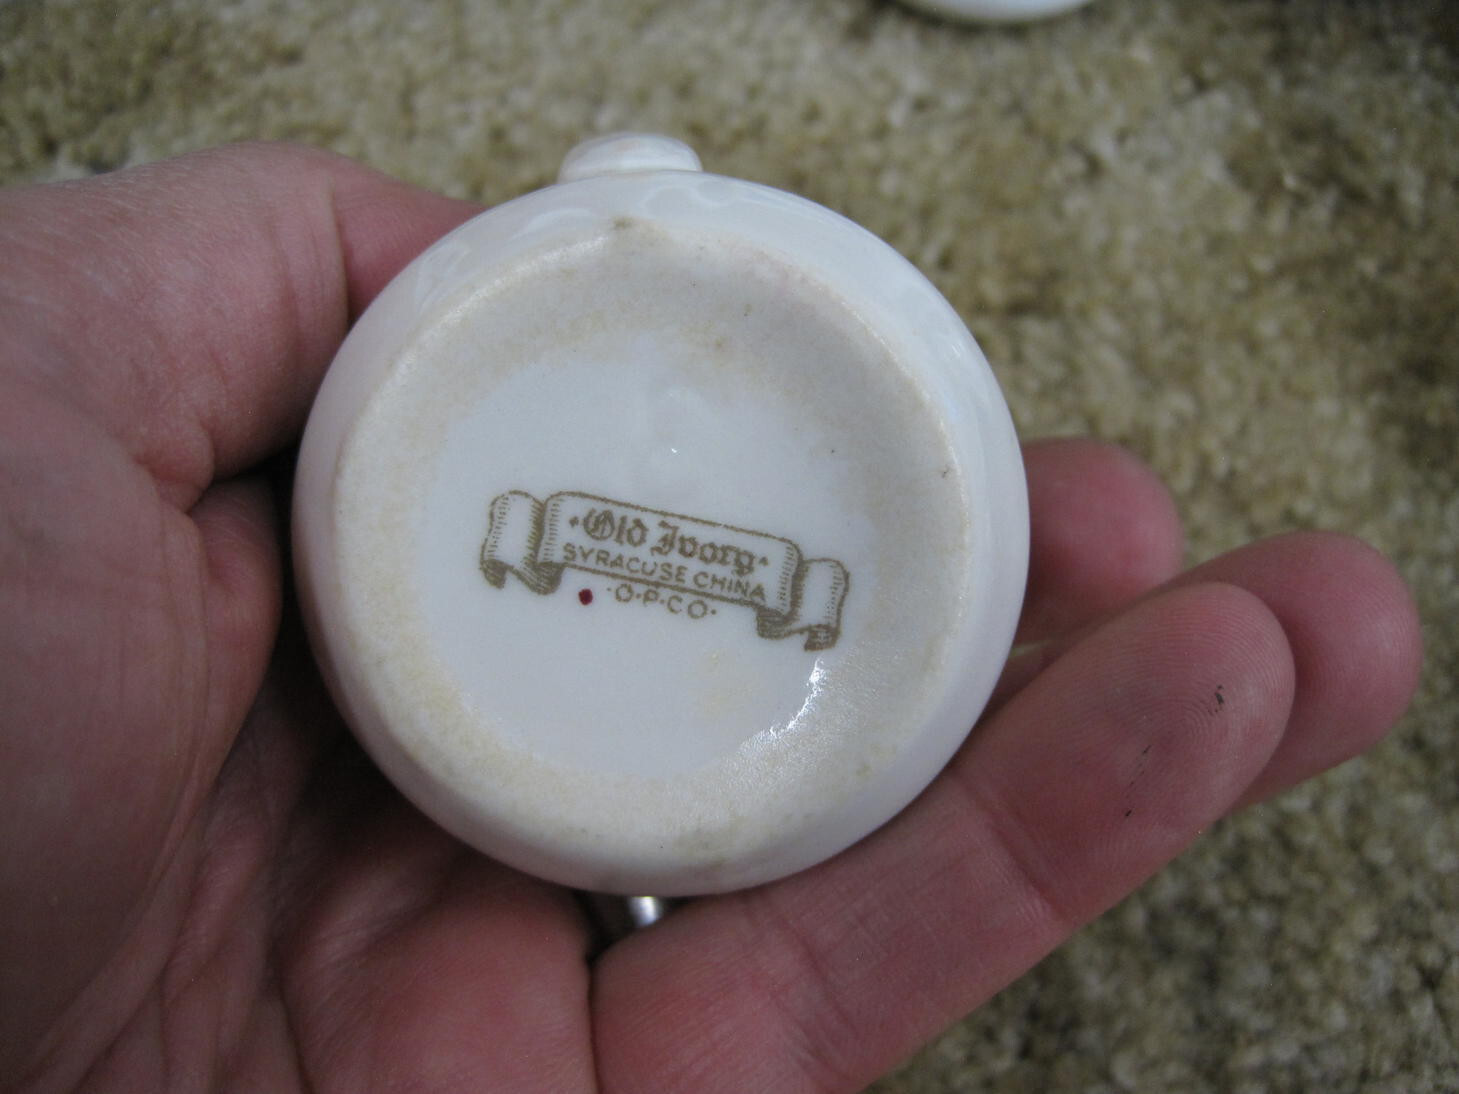 ·Old Ivory·
SYRACUSE CHINA
·O·P·CO·